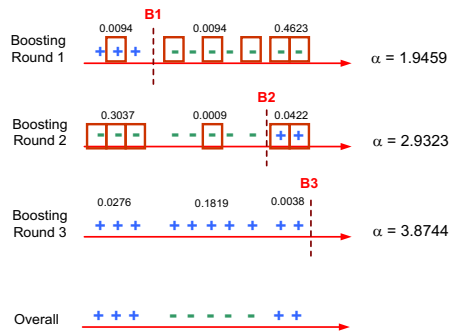 B1
0.0094 0.0094 0.4623
Boosting Round 1
+ + + - - - - - - - α = 1.9459
B2
0.3037 0.0009 0.0422
Boosting Round 2
- - - - - - - - + + α = 2.9323
B3
0.0276 0.1819 0.0038
Boosting Round 3
+ + + + + + + + + + α = 3.8744
Overall
+ + + - - - - - + +